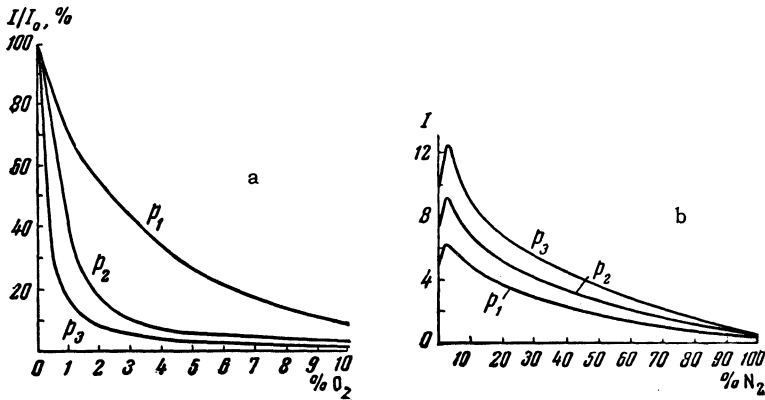 I/I₀, %
100
80
60
40
20
0 1 2 3 4 5 6 7 8 9 10
% O₂
a
p₁
p₂
p₃
I
12
8
4
0
10 20 30 40 50 60 70 80 90 100
% N₂
b
p₃
p₂
p₁